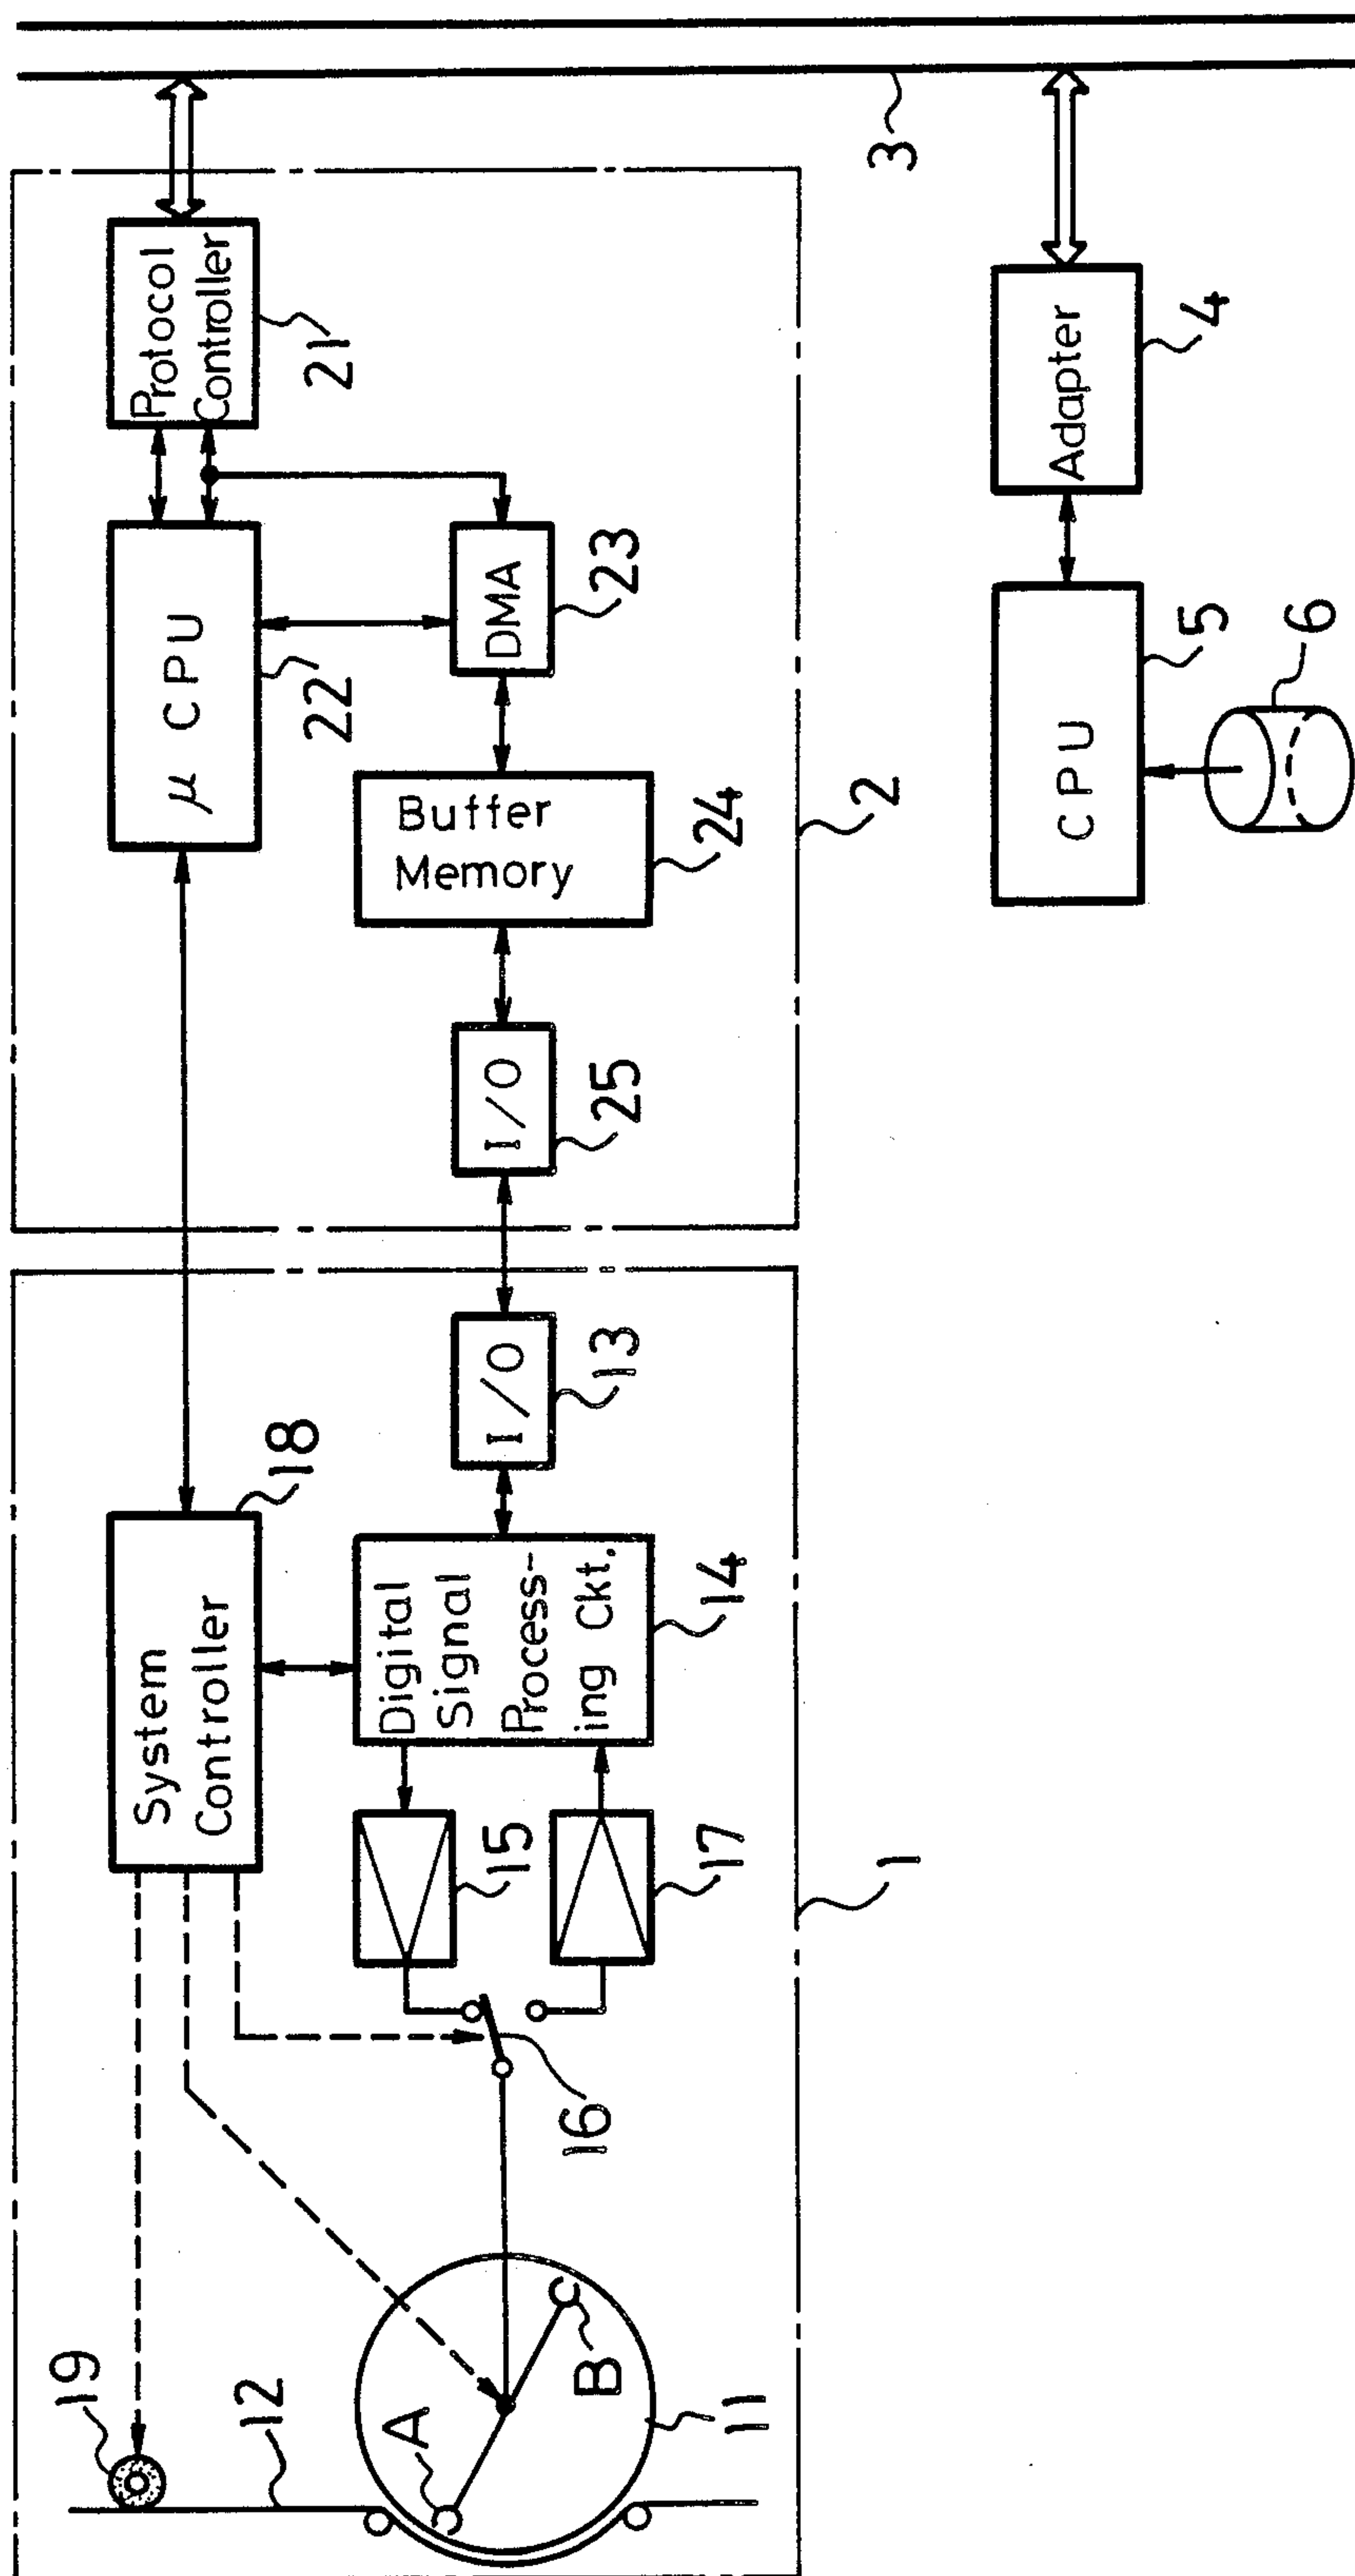 19
12
A
B
11
System
Controller
18
16
15
17
Digital
Signal
Process-
ing Ckt.
14
I/O
13
1
I/O
25
Buffer
Memory
24
μ CPU
22
DMA
23
Protocol
Controller
21
2
3
CPU
5
6
Adapter
4